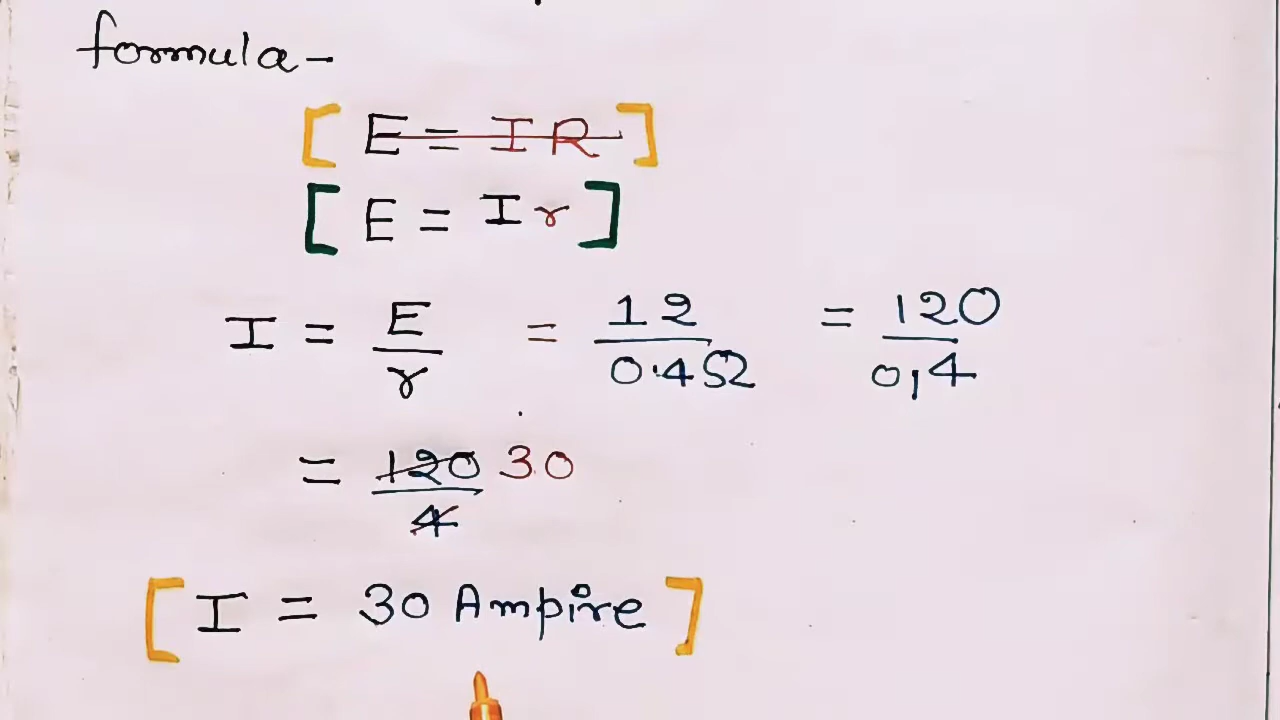 formula-
[ E = IR ]
[ E = Ir ]
I = E/r = 12/0.4Ω = 120/0,4
= 120/4 30
[ I = 30 Ampire ]